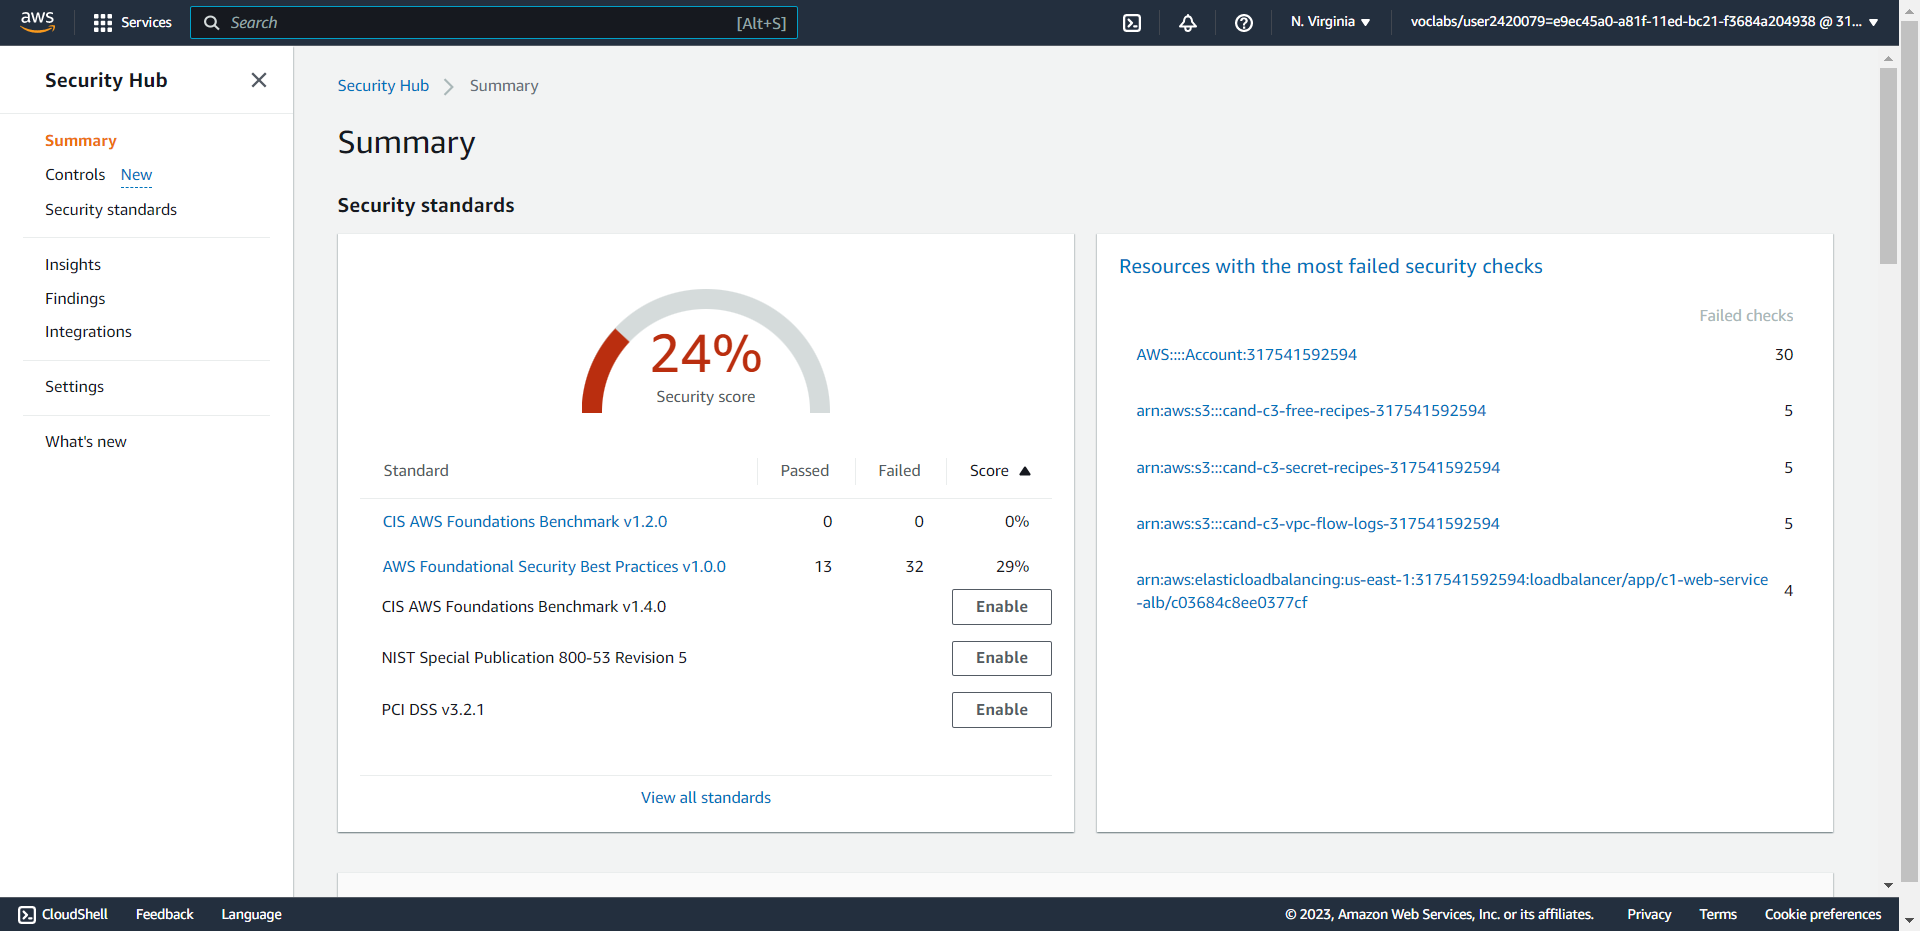 aws
Services
Search
[Alt+S]
N. Virginia
voclabs/user2420079=e9ec45a0-a81f-11ed-bc21-f3684a204938 @ 31...
Security Hub
Summary
Controls New
Security standards
Insights
Findings
Integrations
Settings
What's new
Security Hub Summary
Summary
Security standards
24%
Security score
Standard Passed Failed Score
CIS AWS Foundations Benchmark v1.2.0 0 0 0%
AWS Foundational Security Best Practices v1.0.0 13 32 29%
CIS AWS Foundations Benchmark v1.4.0 Enable
NIST Special Publication 800-53 Revision 5 Enable
PCI DSS v3.2.1 Enable
View all standards
Resources with the most failed security checks
Failed checks
AWS::::Account:317541592594 30
arn:aws:s3:::cand-c3-free-recipes-317541592594 5
arn:aws:s3:::cand-c3-secret-recipes-317541592594 5
arn:aws:s3:::cand-c3-vpc-flow-logs-317541592594 5
arn:aws:elasticloadbalancing:us-east-1:317541592594:loadbalancer/app/c1-web-service
-alb/c03684c8ee0377cf 4
CloudShell Feedback Language
© 2023, Amazon Web Services, Inc. or its affiliates. Privacy Terms Cookie preferences